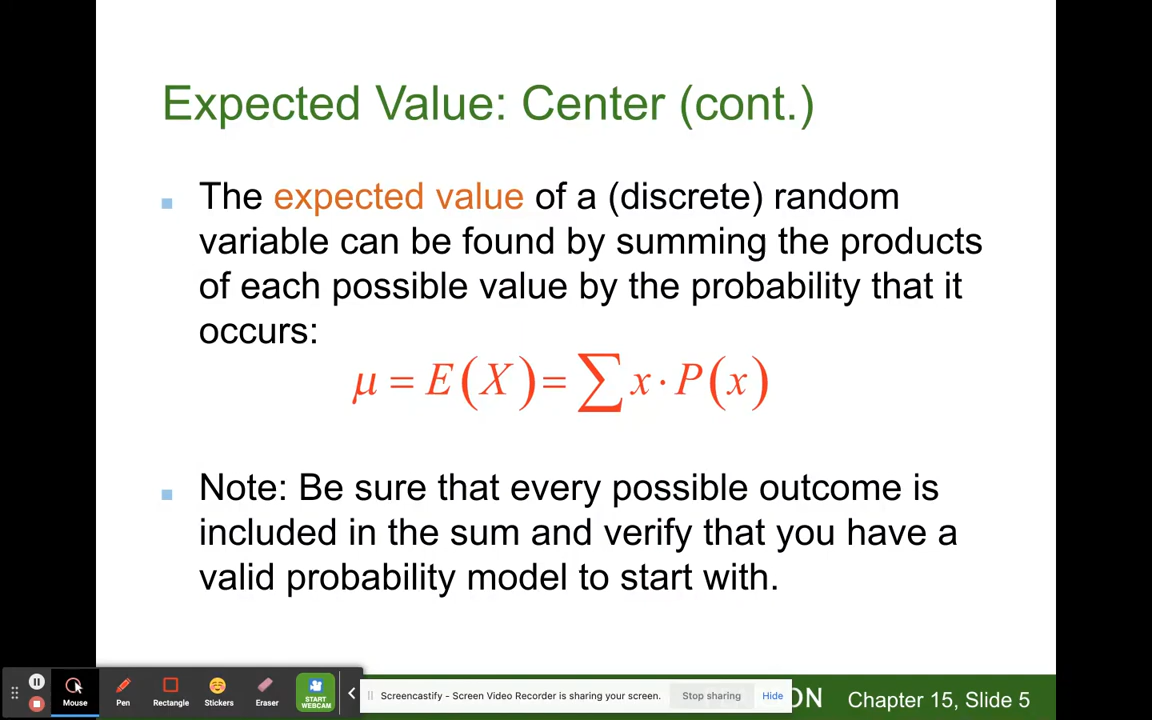 Expected Value: Center (cont.)
The expected value of a (discrete) random
variable can be found by summing the products
of each possible value by the probability that it
occurs:
μ = E(X) = ∑ x · P(x)
Note: Be sure that every possible outcome is
included in the sum and verify that you have a
valid probability model to start with.
Mouse
Pen
Rectangle
Stickers
Eraser
START
WEBCAM
Screencastify - Screen Video Recorder is sharing your screen.
Stop sharing
Hide
ON
Chapter 15, Slide 5